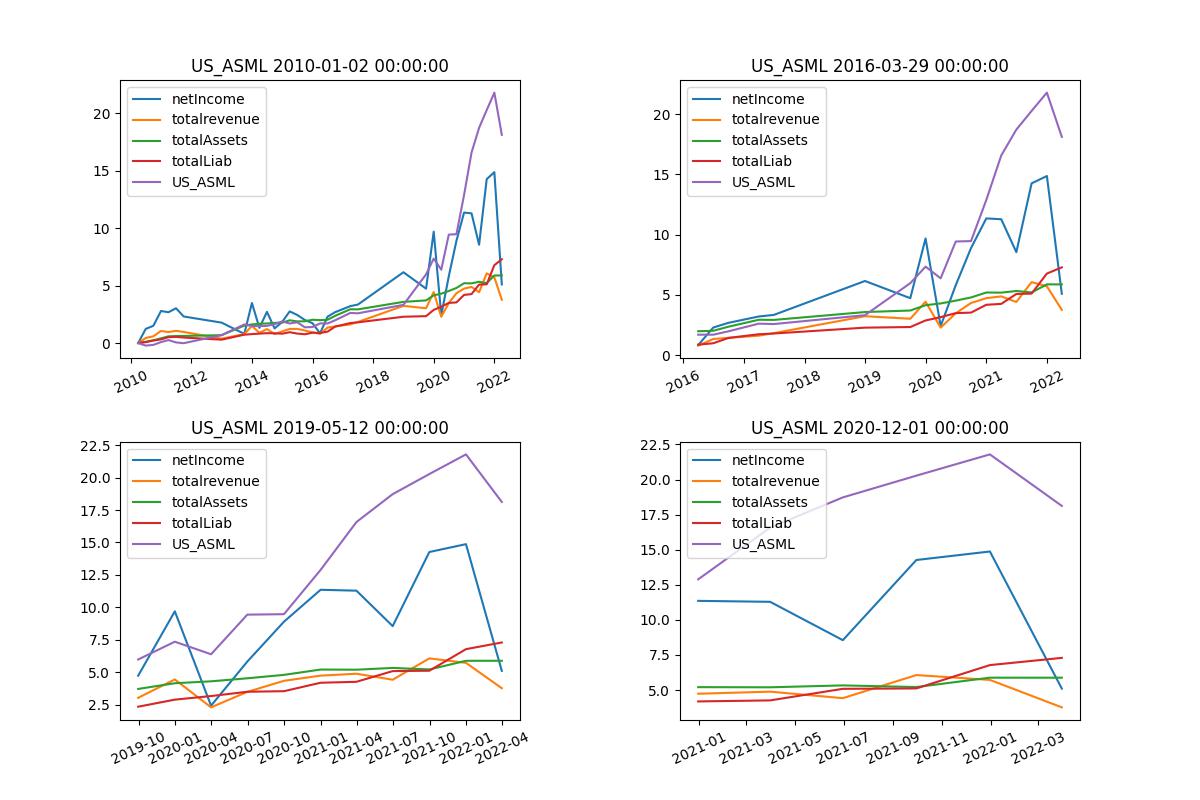 US_ASML 2010-01-02 00:00:00
netIncome
totalrevenue
totalAssets
totalLiab
US_ASML
20
15
10
5
0
2010 2012 2014 2016 2018 2020 2022
US_ASML 2016-03-29 00:00:00
netIncome
totalrevenue
totalAssets
totalLiab
US_ASML
20
15
10
5
0
2016 2017 2018 2019 2020 2021 2022
US_ASML 2019-05-12 00:00:00
netIncome
totalrevenue
totalAssets
totalLiab
US_ASML
22.5
20.0
17.5
15.0
12.5
10.0
7.5
5.0
2.5
2019-10 2020-01 2020-04 2020-07 2020-10 2021-01 2021-04 2021-07 2021-10 2022-01 2022-04
US_ASML 2020-12-01 00:00:00
netIncome
totalrevenue
totalAssets
totalLiab
US_ASML
22.5
20.0
17.5
15.0
12.5
10.0
7.5
5.0
2021-01 2021-03 2021-05 2021-07 2021-09 2021-11 2022-01 2022-03